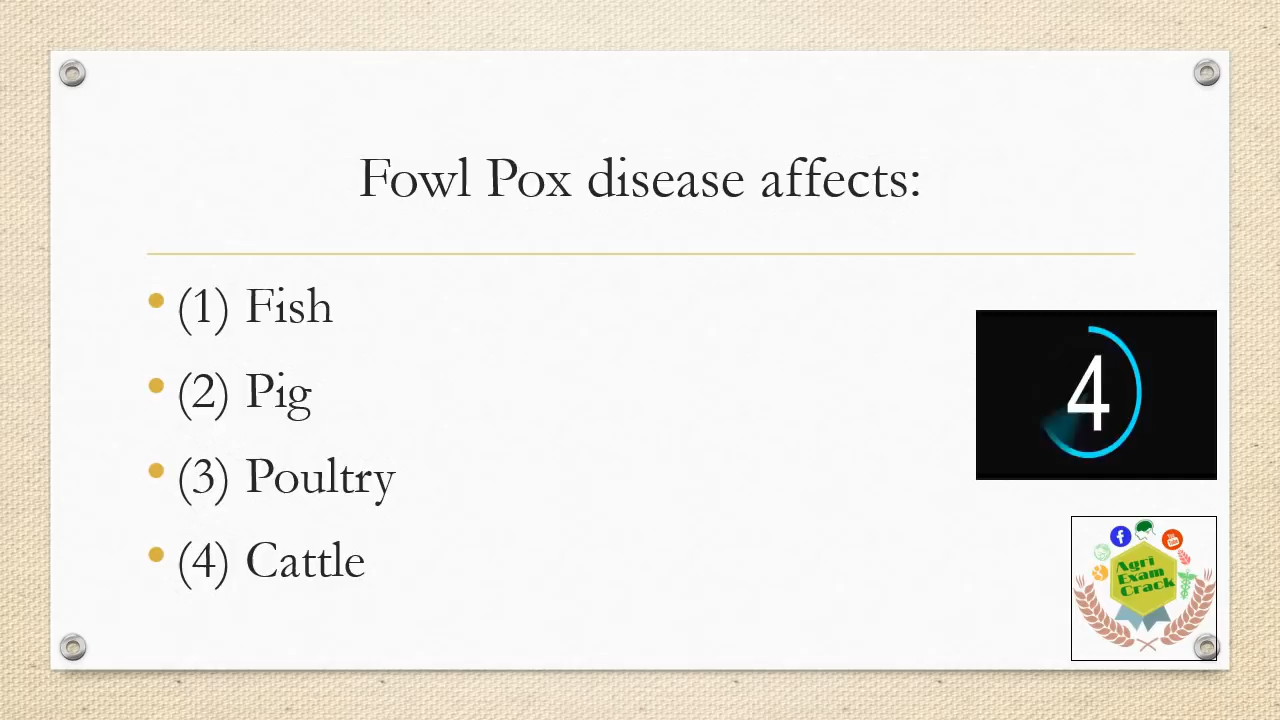 Fowl Pox disease affects:
(1) Fish
(2) Pig
(3) Poultry
(4) Cattle
4
Agri
Exam
Crack